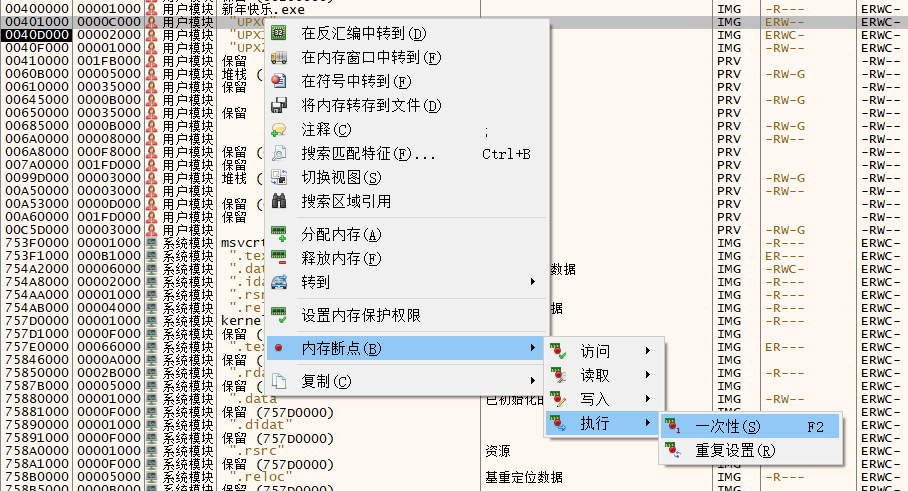 00400000 00001000 用户模块 新年快乐.exe IMG -R--- ERWC-
00401000 0000C000 用户模块 "UPX0" IMG ERW-- ERWC-
0040D000 00002000 用户模块 "UPX1 IMG ERWC- ERWC-
0040F000 00001000 用户模块 "UPX2 IMG -RW-- ERWC-
00410000 001FB000 用户模块 保留 PRV -RW--
0060B000 00005000 用户模块 堆栈 ( PRV -RW-G -RW--
00610000 00035000 用户模块 保留 PRV -RW--
00645000 0000B000 用户模块 PRV -RW-G -RW--
00650000 00035000 用户模块 保留 PRV -RW--
00685000 0000B000 用户模块 PRV -RW-G -RW--
006A0000 00008000 用户模块 PRV -RW-- -RW--
006A8000 000F8000 用户模块 保留 ( PRV -RW--
007A0000 001FD000 用户模块 保留 PRV -RW--
0099D000 00003000 用户模块 堆栈 ( PRV -RW-G -RW--
00A50000 00003000 用户模块 PRV -RW-- -RW--
00A53000 0000D000 用户模块 保留 ( PRV -RW--
00A60000 001FD000 用户模块 保留 PRV -RW--
00C5D000 00003000 用户模块 PRV -RW-G -RW--
753F0000 00001000 系统模块 msvcrt IMG -R--- ERWC-
753F1000 000B1000 系统模块 ".tex IMG ER--- ERWC-
754A2000 00006000 系统模块 ".dat 数据 IMG -RWC- ERWC-
754A8000 00002000 系统模块 ".ida IMG -R--- ERWC-
754AA000 00001000 系统模块 ".rsr IMG -R--- ERWC-
754AB000 00004000 系统模块 ".rel 据 IMG -R--- ERWC-
757D0000 00001000 系统模块 kerne IMG -R--- ERWC-
757D1000 0000F000 系统模块 保留 ( IMG ERWC-
757E0000 00066000 系统模块 ".tex IMG ER--- ERWC-
75846000 0000A000 系统模块 保留 ( IMG ERWC-
75850000 0002B000 系统模块 ".rda
7587B000 00005000 系统模块 保留 (
75880000 00001000 系统模块 ".data 已初始化的
75881000 0000F000 系统模块 保留 (757D0000)
75890000 00001000 系统模块 ".didat"
75891000 0000F000 系统模块 保留 (757D0000)
758A0000 00001000 系统模块 ".rsrc" 资源 IMG -R--- ERWC-
758A1000 0000F000 系统模块 保留 (757D0000) IMG ERWC-
758B0000 00005000 系统模块 ".reloc" 基重定位数据 IMG -R--- ERWC-
758B5000 0000B000 系统模块 保留 (757D0000) IMG ERWC-
在反汇编中转到(D)
在内存窗口中转到(F)
在符号中转到(F)
将内存转存到文件(D)
注释(C) ;
搜索匹配特征(F)... Ctrl+B
切换视图(S)
搜索区域引用
分配内存(A)
释放内存(F)
转到
设置内存保护权限
内存断点(B)
复制(C)
访问
读取
写入
执行
一次性(S) F2
重复设置(R)